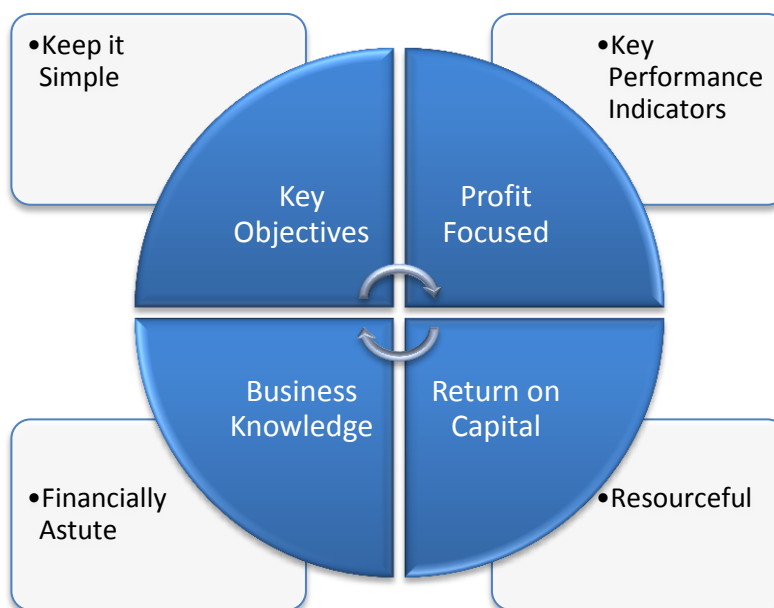 •Keep it
Simple
•Key
Performance
Indicators
Key
Objectives
Profit
Focused
Business
Knowledge
Return on
Capital
•Financially
Astute
•Resourceful